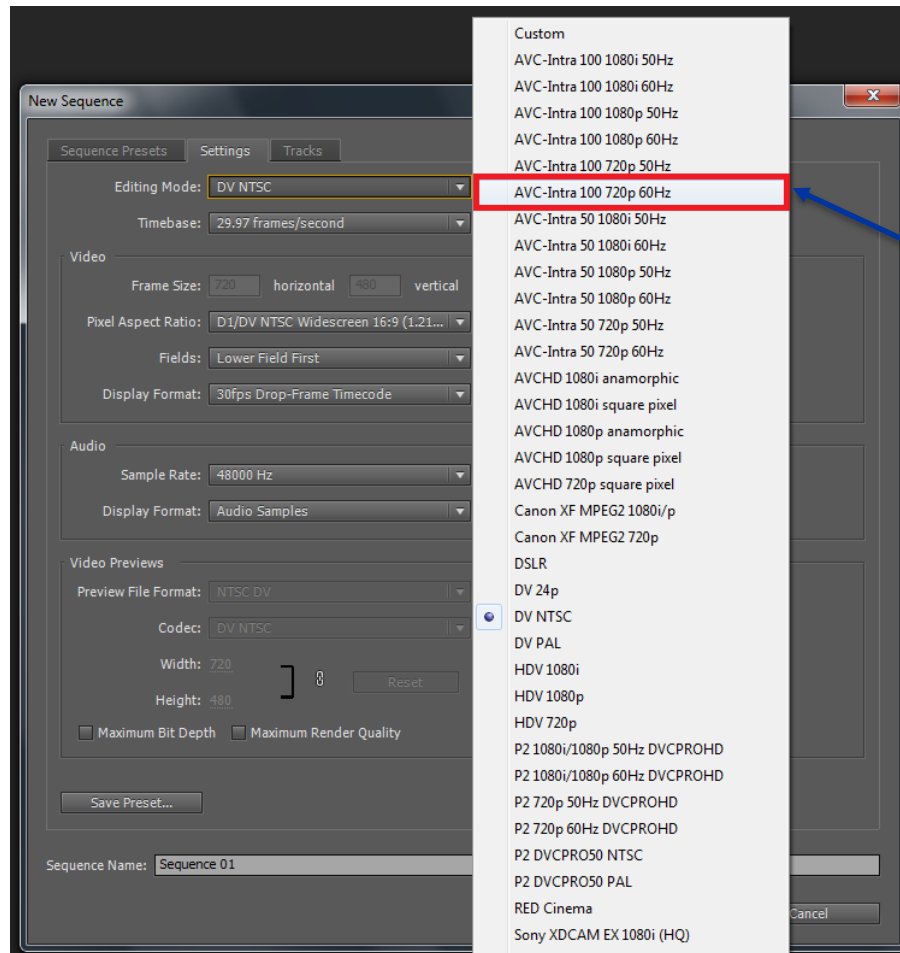 New Sequence
Sequence Presets Settings Tracks
Editing Mode: DV NTSC
Timebase: 29.97 frames/second
Video
Frame Size: 720 horizontal 480 vertical
Pixel Aspect Ratio: D1/DV NTSC Widescreen 16:9 (1.21...
Fields: Lower Field First
Display Format: 30fps Drop-Frame Timecode
Audio
Sample Rate: 48000 Hz
Display Format: Audio Samples
Video Previews
Preview File Format: NTSC DV
Codec: DV NTSC
Width: 720
Height: 480
Reset
Maximum Bit Depth Maximum Render Quality
Save Preset...
Sequence Name: Sequence 01
Cancel
Custom
AVC-Intra 100 1080i 50Hz
AVC-Intra 100 1080i 60Hz
AVC-Intra 100 1080p 50Hz
AVC-Intra 100 1080p 60Hz
AVC-Intra 100 720p 50Hz
AVC-Intra 100 720p 60Hz
AVC-Intra 50 1080i 50Hz
AVC-Intra 50 1080i 60Hz
AVC-Intra 50 1080p 50Hz
AVC-Intra 50 1080p 60Hz
AVC-Intra 50 720p 50Hz
AVC-Intra 50 720p 60Hz
AVCHD 1080i anamorphic
AVCHD 1080i square pixel
AVCHD 1080p anamorphic
AVCHD 1080p square pixel
AVCHD 720p square pixel
Canon XF MPEG2 1080i/p
Canon XF MPEG2 720p
DSLR
DV 24p
DV NTSC
DV PAL
HDV 1080i
HDV 1080p
HDV 720p
P2 1080i/1080p 50Hz DVCPROHD
P2 1080i/1080p 60Hz DVCPROHD
P2 720p 50Hz DVCPROHD
P2 720p 60Hz DVCPROHD
P2 DVCPRO50 NTSC
P2 DVCPRO50 PAL
RED Cinema
Sony XDCAM EX 1080i (HQ)